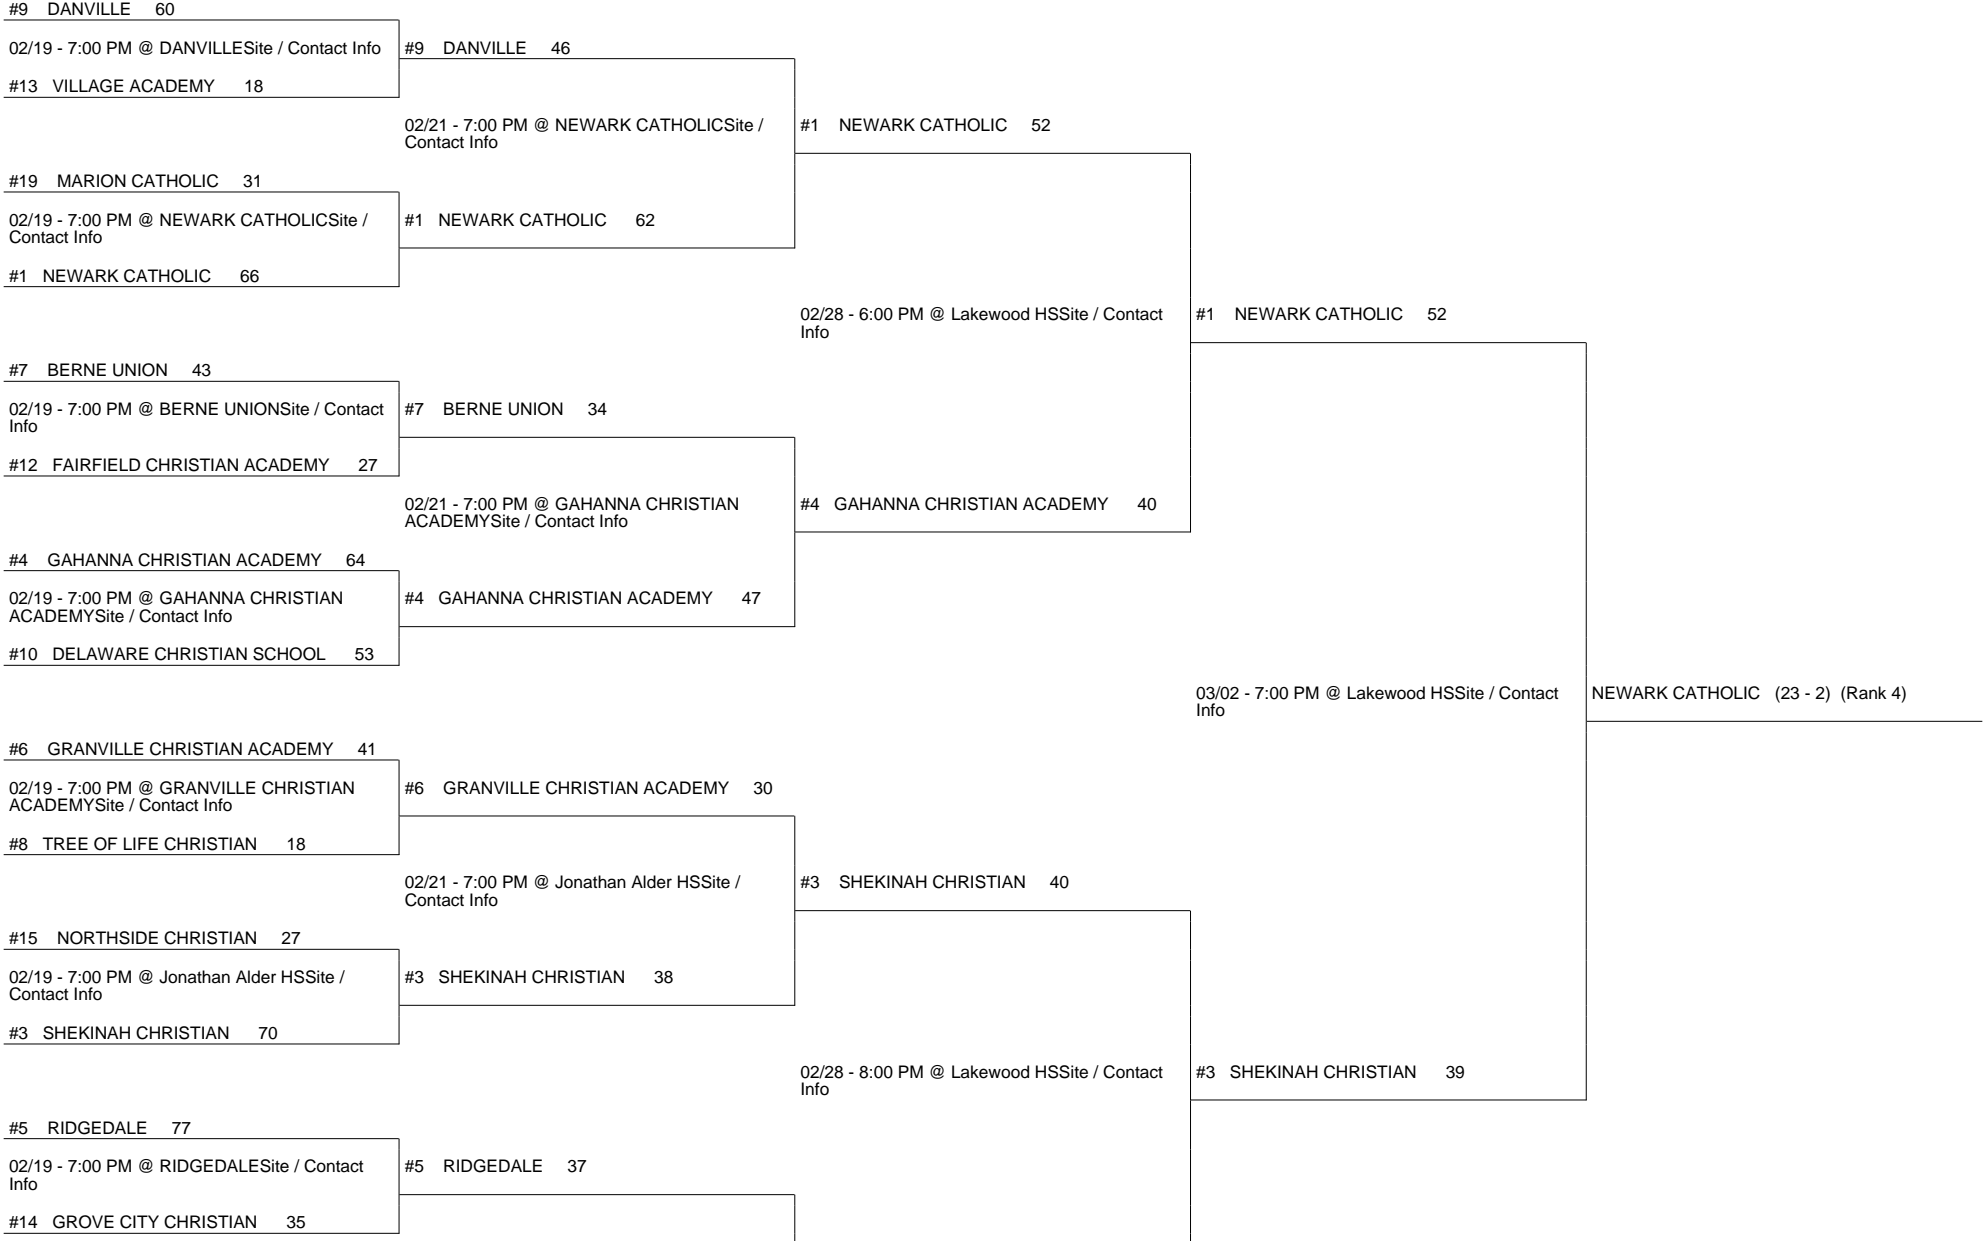 #9 DANVILLE 60
02/19 - 7:00 PM @ DANVILLESite / Contact Info
#13 VILLAGE ACADEMY 18
#9 DANVILLE 46
02/21 - 7:00 PM @ NEWARK CATHOLICSite /
Contact Info
#1 NEWARK CATHOLIC 52
#19 MARION CATHOLIC 31
02/19 - 7:00 PM @ NEWARK CATHOLICSite /
Contact Info
#1 NEWARK CATHOLIC 66
#1 NEWARK CATHOLIC 62
02/28 - 6:00 PM @ Lakewood HSSite / Contact
Info
#1 NEWARK CATHOLIC 52
#7 BERNE UNION 43
02/19 - 7:00 PM @ BERNE UNIONSite / Contact
Info
#12 FAIRFIELD CHRISTIAN ACADEMY 27
#7 BERNE UNION 34
02/21 - 7:00 PM @ GAHANNA CHRISTIAN
ACADEMYSite / Contact Info
#4 GAHANNA CHRISTIAN ACADEMY 40
#4 GAHANNA CHRISTIAN ACADEMY 64
02/19 - 7:00 PM @ GAHANNA CHRISTIAN
ACADEMYSite / Contact Info
#10 DELAWARE CHRISTIAN SCHOOL 53
#4 GAHANNA CHRISTIAN ACADEMY 47
03/02 - 7:00 PM @ Lakewood HSSite / Contact
Info
NEWARK CATHOLIC (23 - 2) (Rank 4)
#6 GRANVILLE CHRISTIAN ACADEMY 41
02/19 - 7:00 PM @ GRANVILLE CHRISTIAN
ACADEMYSite / Contact Info
#8 TREE OF LIFE CHRISTIAN 18
#6 GRANVILLE CHRISTIAN ACADEMY 30
02/21 - 7:00 PM @ Jonathan Alder HSSite /
Contact Info
#3 SHEKINAH CHRISTIAN 40
#15 NORTHSIDE CHRISTIAN 27
02/19 - 7:00 PM @ Jonathan Alder HSSite /
Contact Info
#3 SHEKINAH CHRISTIAN 70
#3 SHEKINAH CHRISTIAN 38
02/28 - 8:00 PM @ Lakewood HSSite / Contact
Info
#3 SHEKINAH CHRISTIAN 39
#5 RIDGEDALE 77
02/19 - 7:00 PM @ RIDGEDALESite / Contact
Info
#14 GROVE CITY CHRISTIAN 35
#5 RIDGEDALE 37